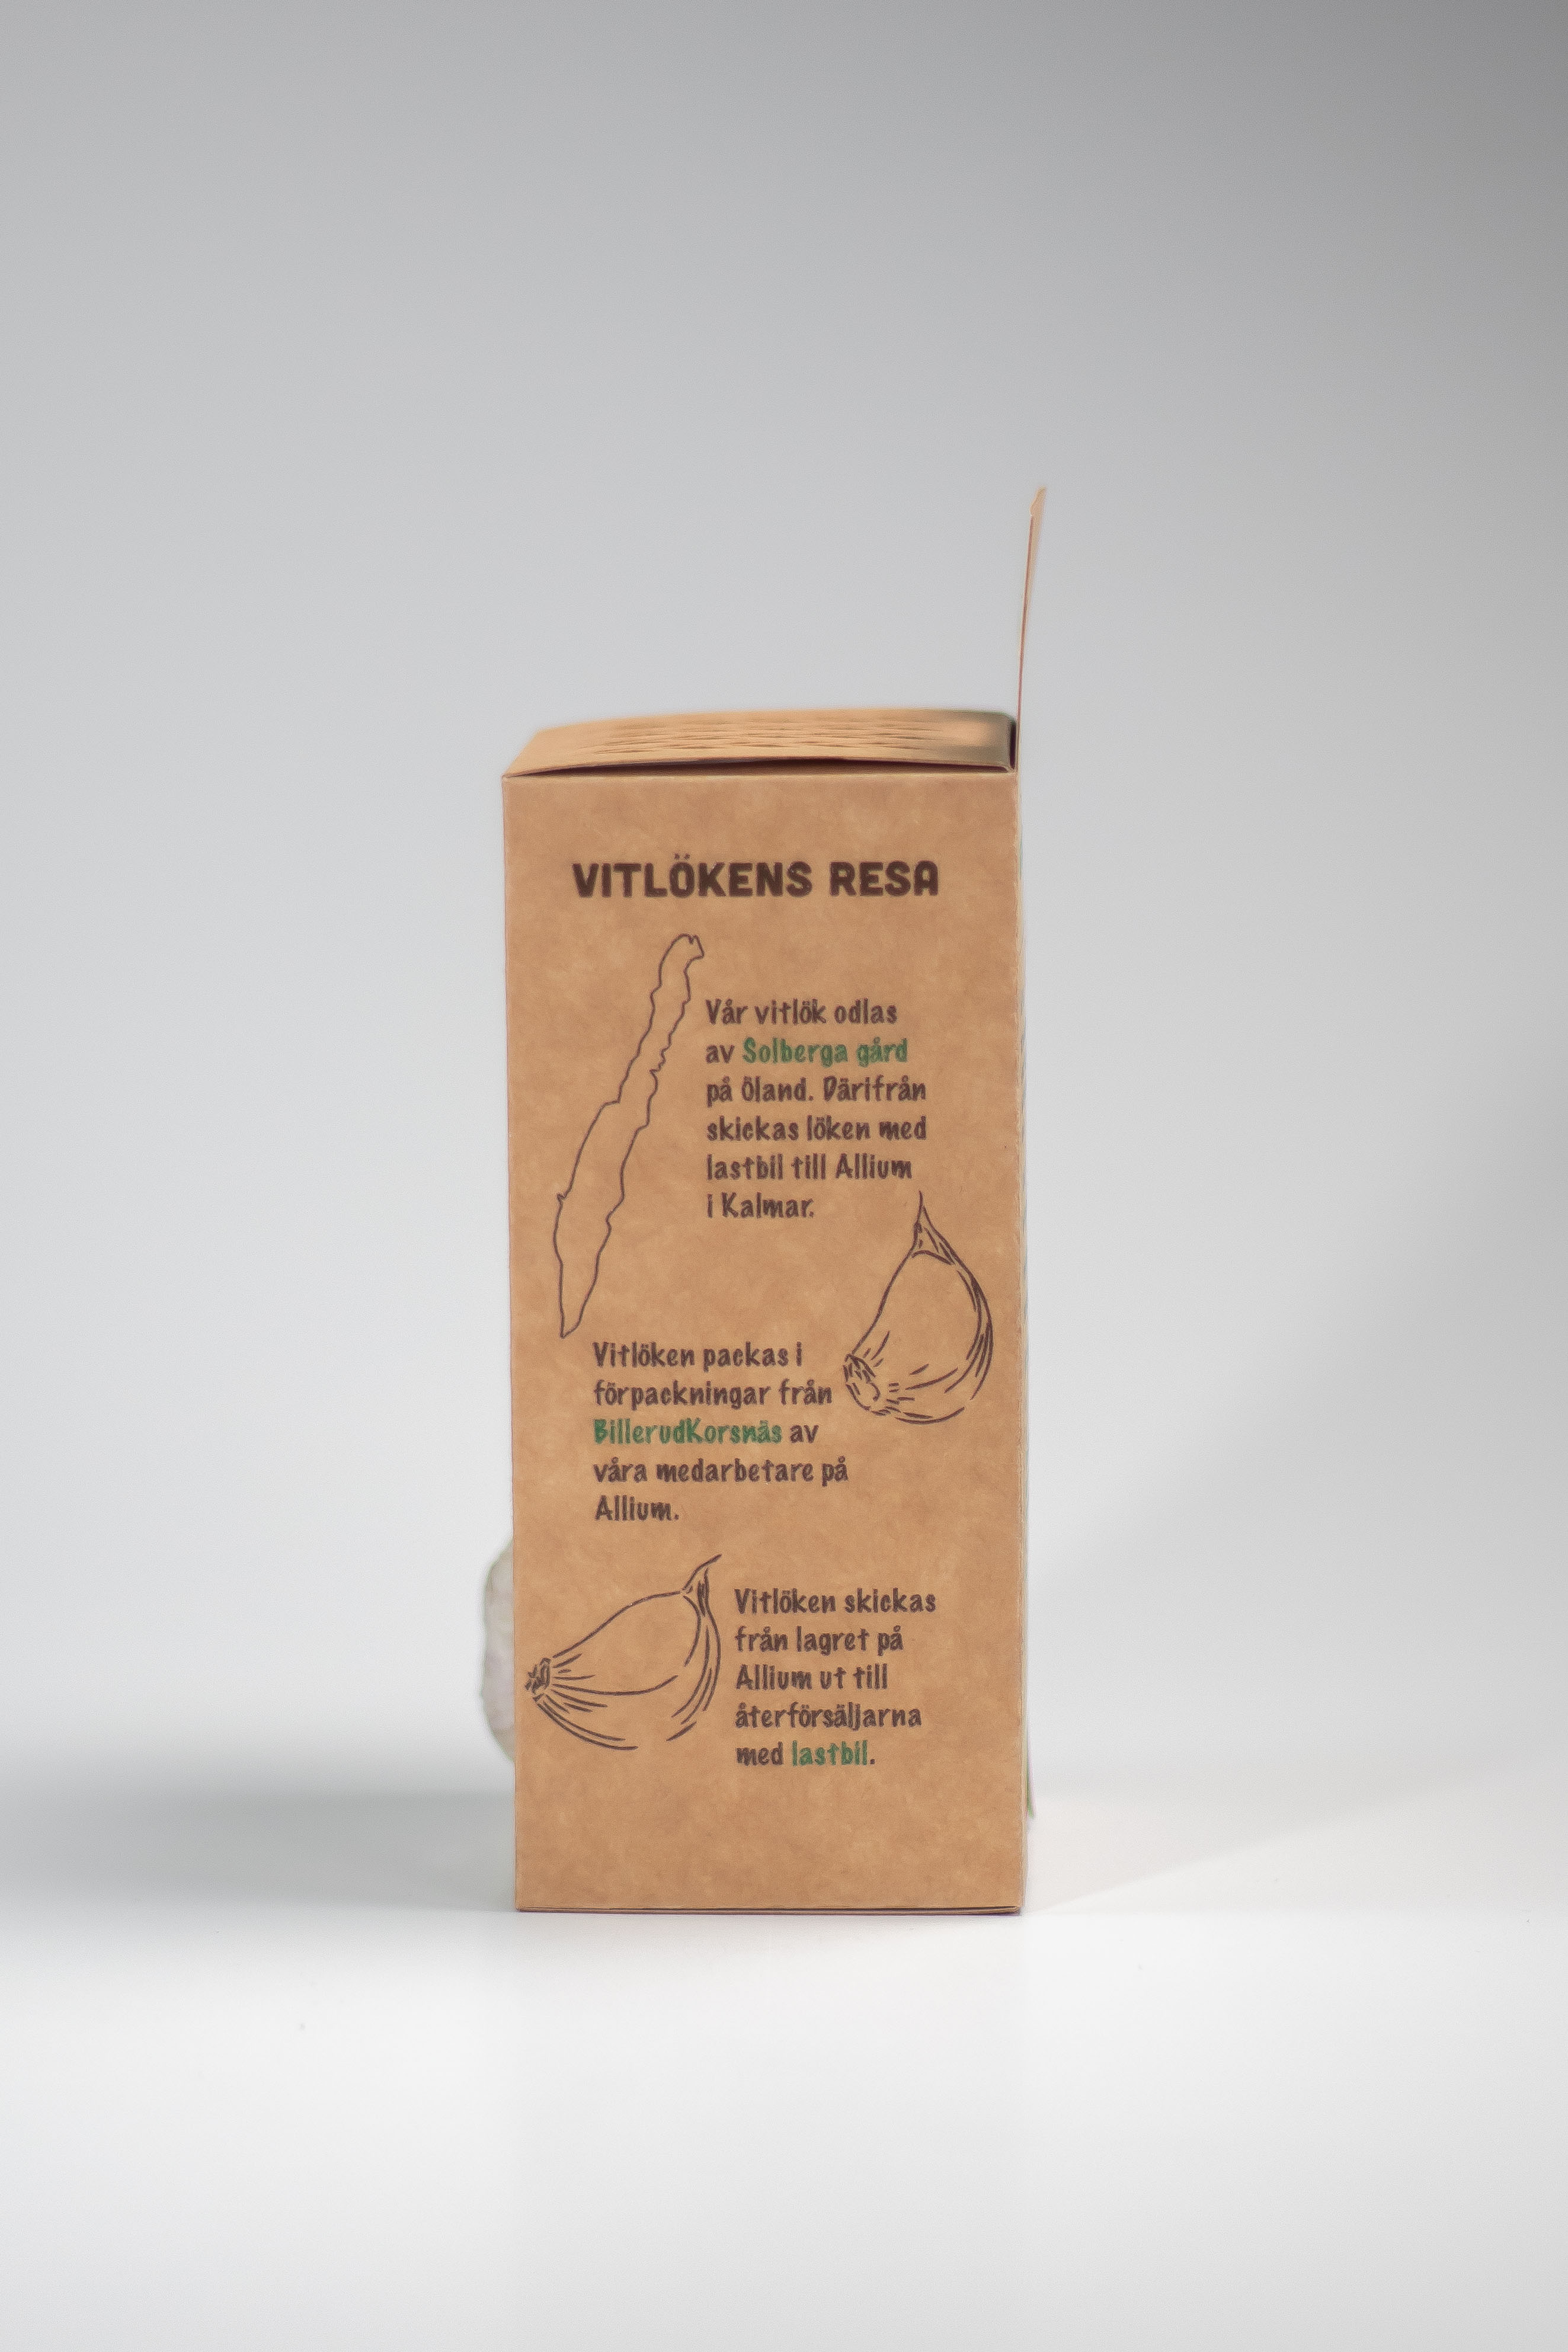 VITLÖKENS RESA
Vår vitlök odlas
av Solberga gård
på Öland. Därifrån
skickas löken med
lastbil till Allium
i Kalmar.
Vitlöken packas i
förpackningar från
BillerudKorsnäs av
våra medarbetare på
Allium.
Vitlöken skickas
från lagret på
Allium ut till
återförsäljarna
med lastbil.